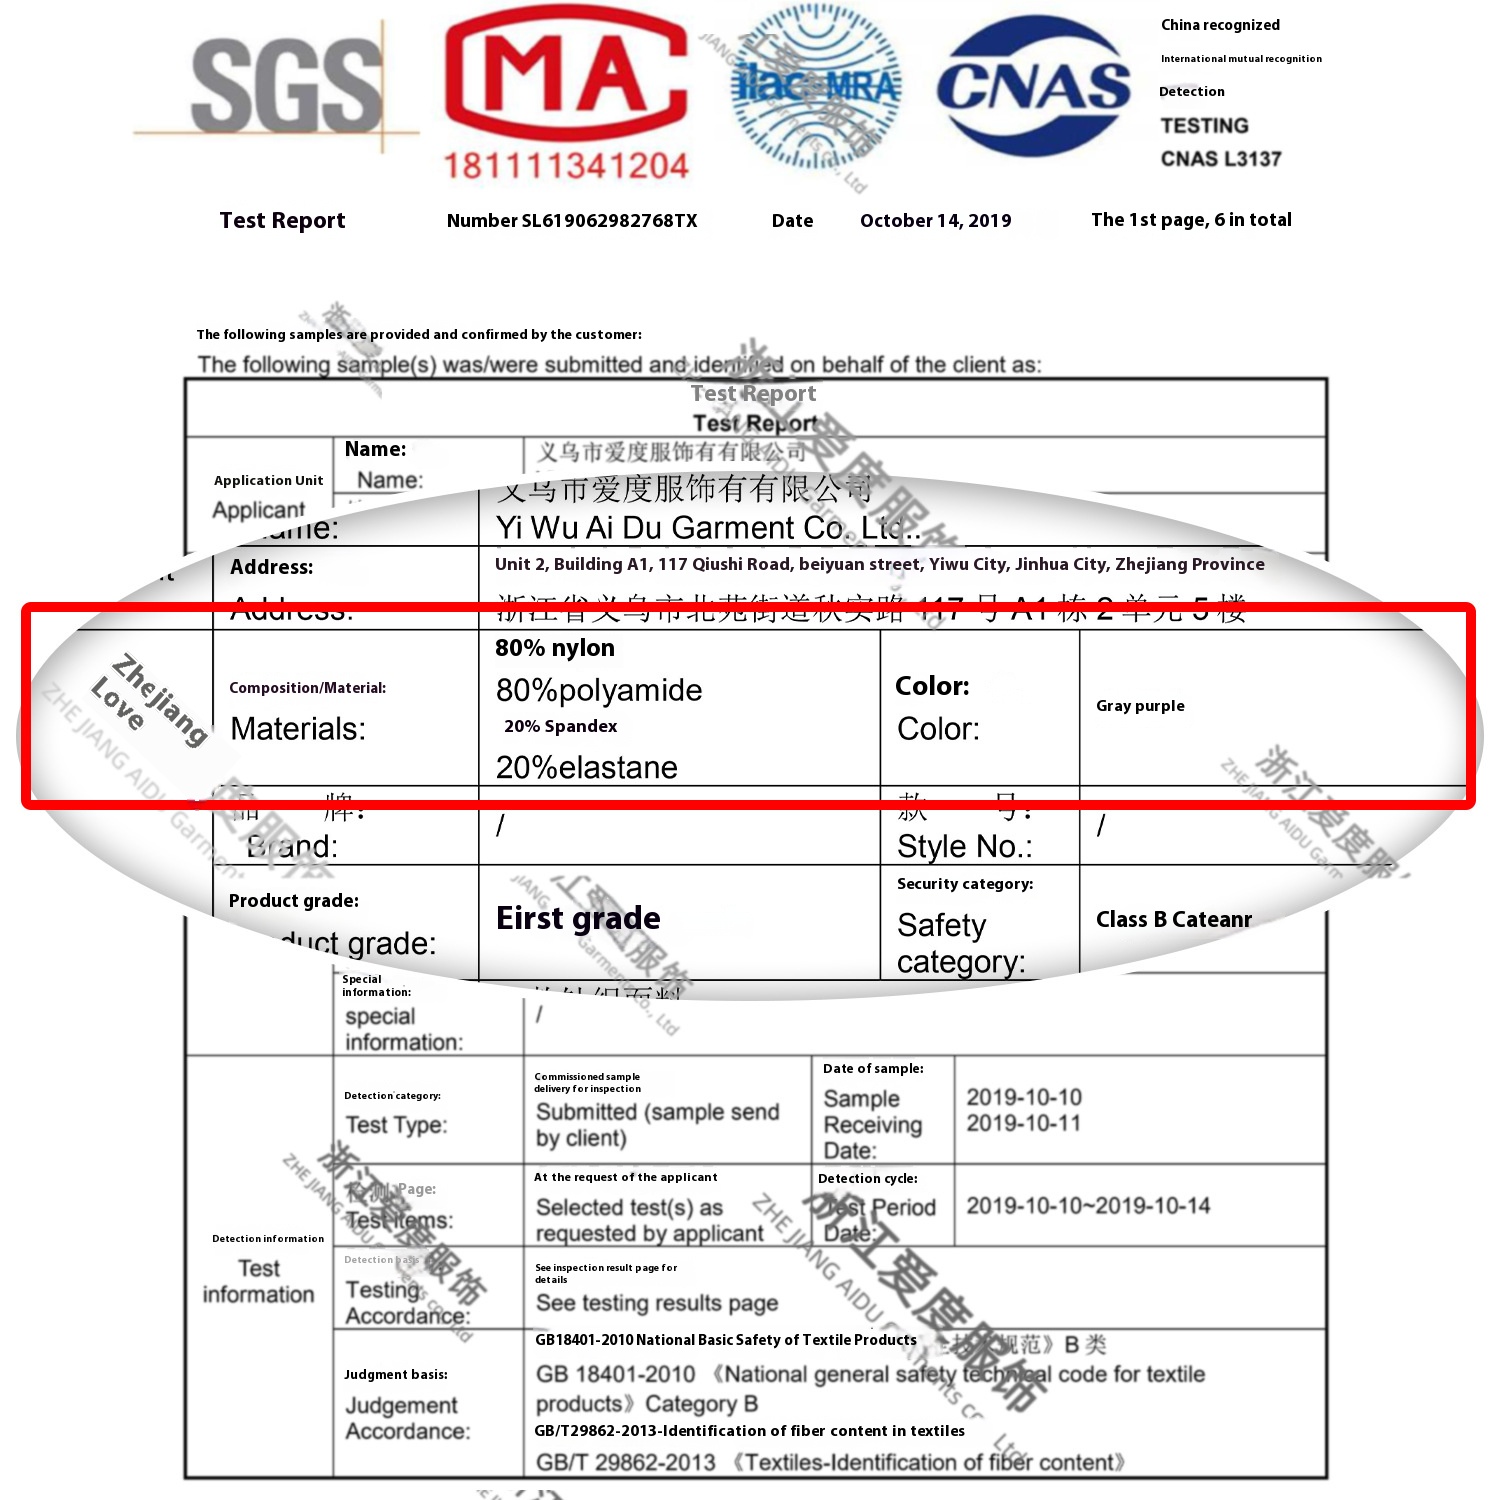 SGS
MA
181111341204
ilac-MRA
CNAS
China recognized
International mutual recognition
Detection
TESTING
CNAS L3137
Test Report
Number SL619062982768TX
Date
October 14, 2019
The 1st page, 6 in total
The following samples are provided and confirmed by the customer:
The following sample(s) was/were submitted and identified on behalf of the client as:
Test Report
Test Report
Name:
义乌市爱度服饰有有限公司
Application Unit
Name:
Applicant
义乌市爱度服饰有有限公司
Yi Wu Ai Du Garment Co. Ltd..
Address:
Unit 2, Building A1, 117 Qiushi Road, beiyuan street, Yiwu City, Jinhua City, Zhejiang Province
Address:
浙江省义乌市北苑街道秋实路 117 号 A1 栋 2 单元 5 楼
80% nylon
Composition/Material:
80%polyamide
Color:
Gray purple
Materials:
20% Spandex
Color:
20%elastane
品 牌:
/
款 号:
/
Brand:
Style No.:
Product grade:
Eirst grade
Security category:
Class B Cateanr
duct grade:
Safety
category:
Special
information:
special
information:
/
Detection information
Test
information
Detection category:
Test Type:
Commissioned sample
delivery for inspection
Submitted (sample send
by client)
Date of sample:
Sample
Receiving
Date:
2019-10-10
2019-10-11
Page:
Test Items:
At the request of the applicant
Selected test(s) as
requested by applicant
Detection cycle:
Test Period
Date:
2019-10-10~2019-10-14
Detection basis
Testing
Accordance:
See inspection result page for
details
See testing results page
Judgment basis:
Judgement
Accordance:
GB18401-2010 National Basic Safety of Textile Products
规范》B 类
GB 18401-2010 《National general safety technical code for textile
products》Category B
GB/T29862-2013-Identification of fiber content in textiles
GB/T 29862-2013 《Textiles-Identification of fiber content》
Zhejiang
Love
浙江爱度服饰
ZHE JIANG AIDU Garments Co., Ltd